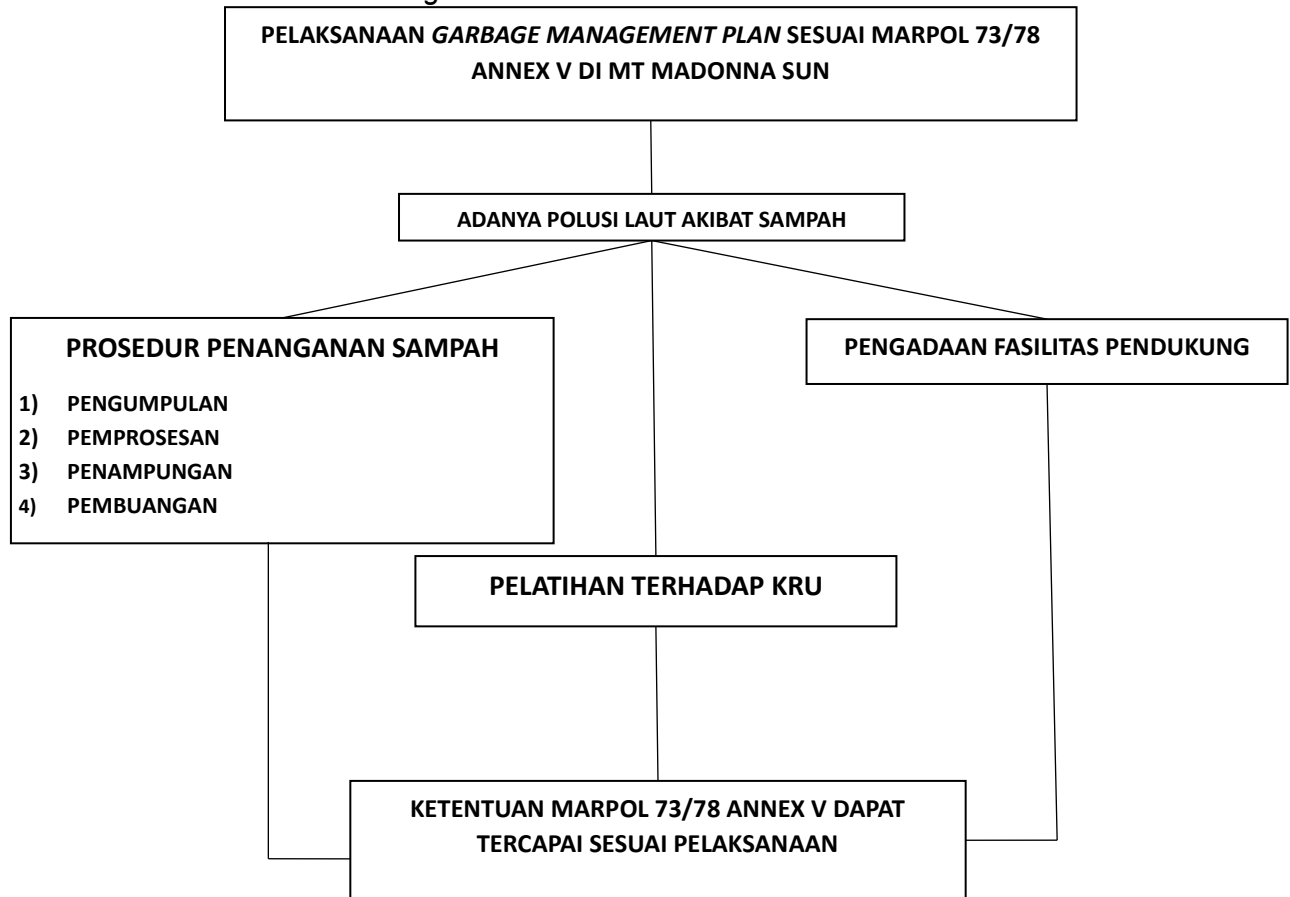 PELAKSANAAN GARBAGE MANAGEMENT PLAN SESUAI MARPOL 73/78
ANNEX V DI MT MADONNA SUN
ADANYA POLUSI LAUT AKIBAT SAMPAH
PROSEDUR PENANGANAN SAMPAH
1) PENGUMPULAN
2) PEMPROSESAN
3) PENAMPUNGAN
4) PEMBUANGAN
PENGADAAN FASILITAS PENDUKUNG
PELATIHAN TERHADAP KRU
KETENTUAN MARPOL 73/78 ANNEX V DAPAT
TERCAPAI SESUAI PELAKSANAAN